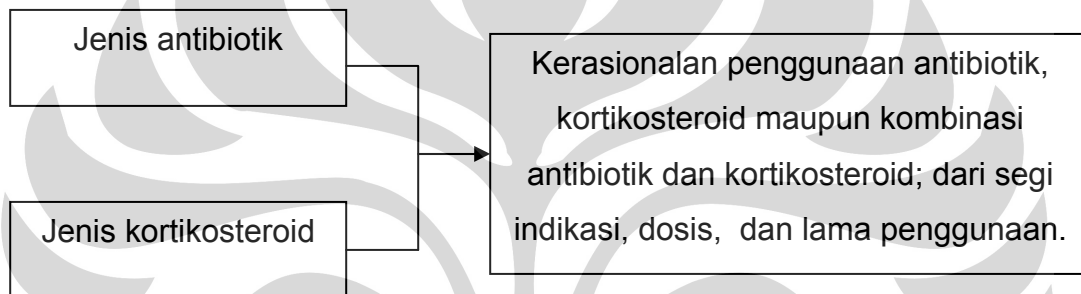 Jenis antibiotik
Jenis kortikosteroid
Kerasionalan penggunaan antibiotik,
kortikosteroid maupun kombinasi
antibiotik dan kortikosteroid; dari segi
indikasi, dosis, dan lama penggunaan.